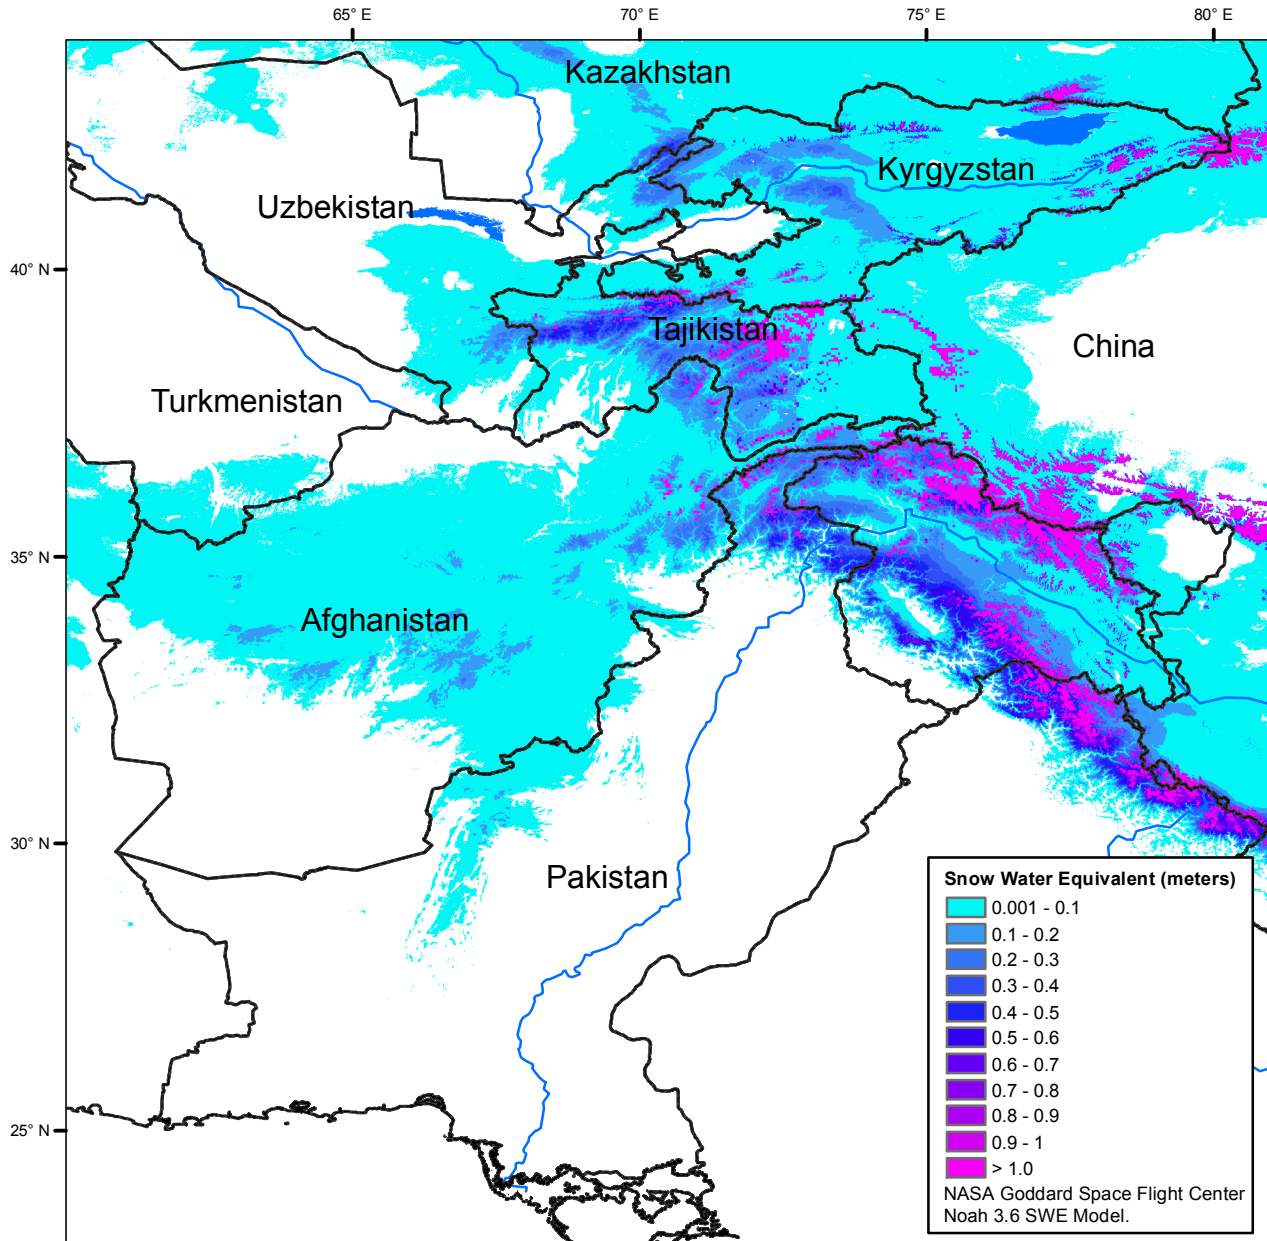 65° E
70° E
75° E
80° E
Kazakhstan
Kyrgyzstan
Uzbekistan
40° N
Tajikistan
China
Turkmenistan
35° N
Afghanistan
30° N
Pakistan
25° N
Snow Water Equivalent (meters)
0.001 - 0.1
0.1 - 0.2
0.2 - 0.3
0.3 - 0.4
0.4 - 0.5
0.5 - 0.6
0.6 - 0.7
0.7 - 0.8
0.8 - 0.9
0.9 - 1
> 1.0
NASA Goddard Space Flight Center
Noah 3.6 SWE Model.